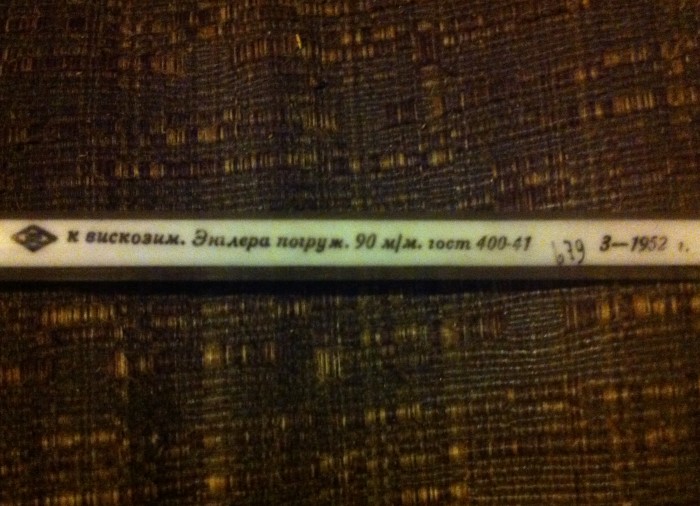 к вискозим. Энглера погруж. 90 м/м. гост 400-41 679 3—1952 г.